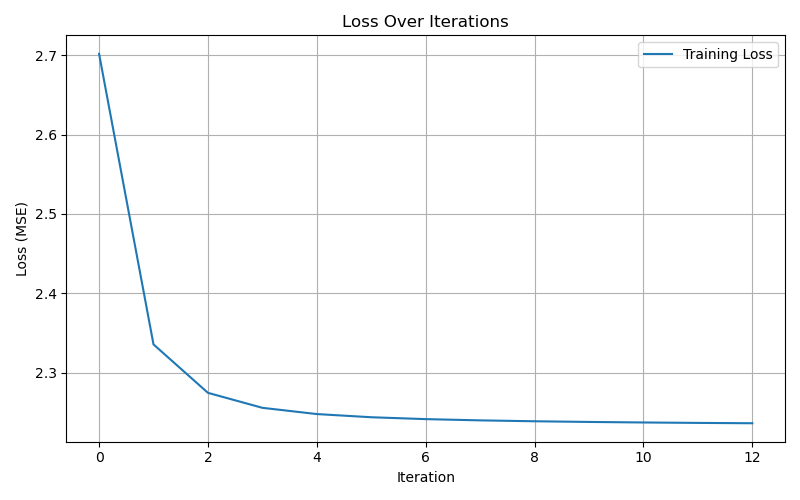 Loss Over Iterations
Training Loss
Loss (MSE)
2.7
2.6
2.5
2.4
2.3
0 2 4 6 8 10 12
Iteration